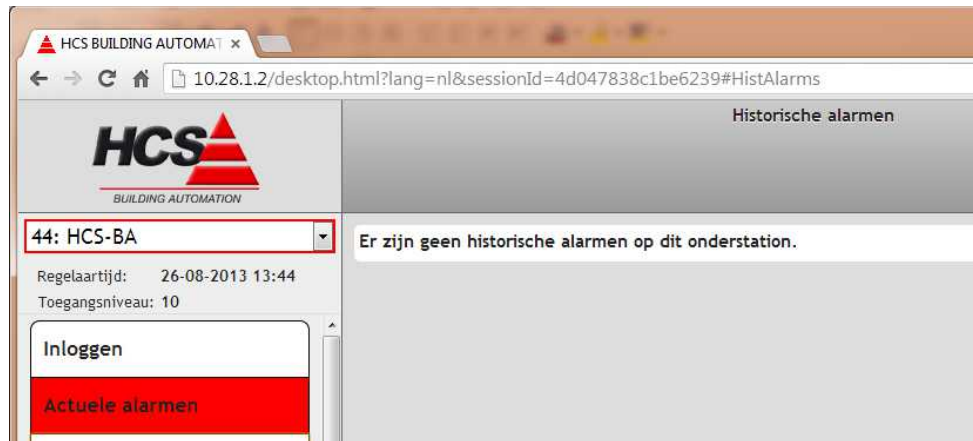 HCS BUILDING AUTOMAT
10.28.1.2/desktop.html?lang=nl&sessionId=4d047838c1be6239#HistAlarms
HCS
BUILDING AUTOMATION
Historische alarmen
44: HCS-BA
Er zijn geen historische alarmen op dit onderstation.
Regelaartijd: 26-08-2013 13:44
Toegangsniveau: 10
Inloggen
Actuele alarmen